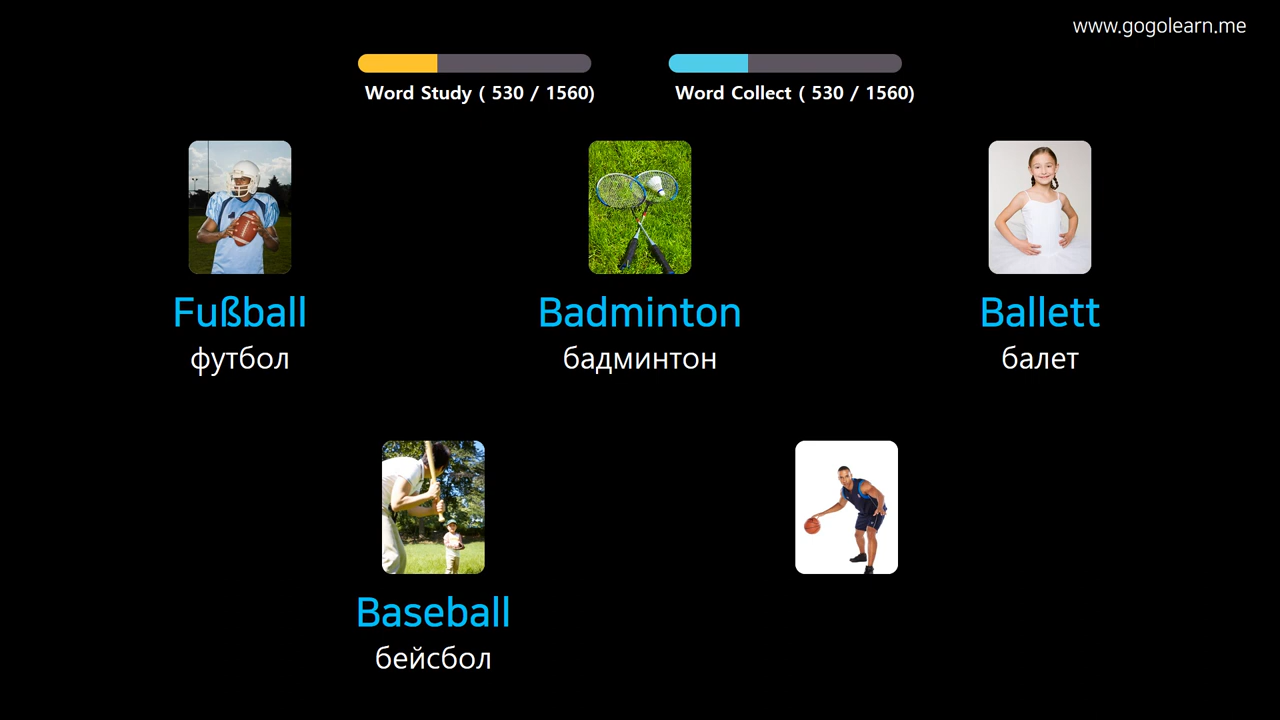 www.gogolearn.me
Word Study ( 530 / 1560)
Word Collect ( 530 / 1560)
Fußball
футбол
Badminton
бадминтон
Ballett
балет
Baseball
бейсбол